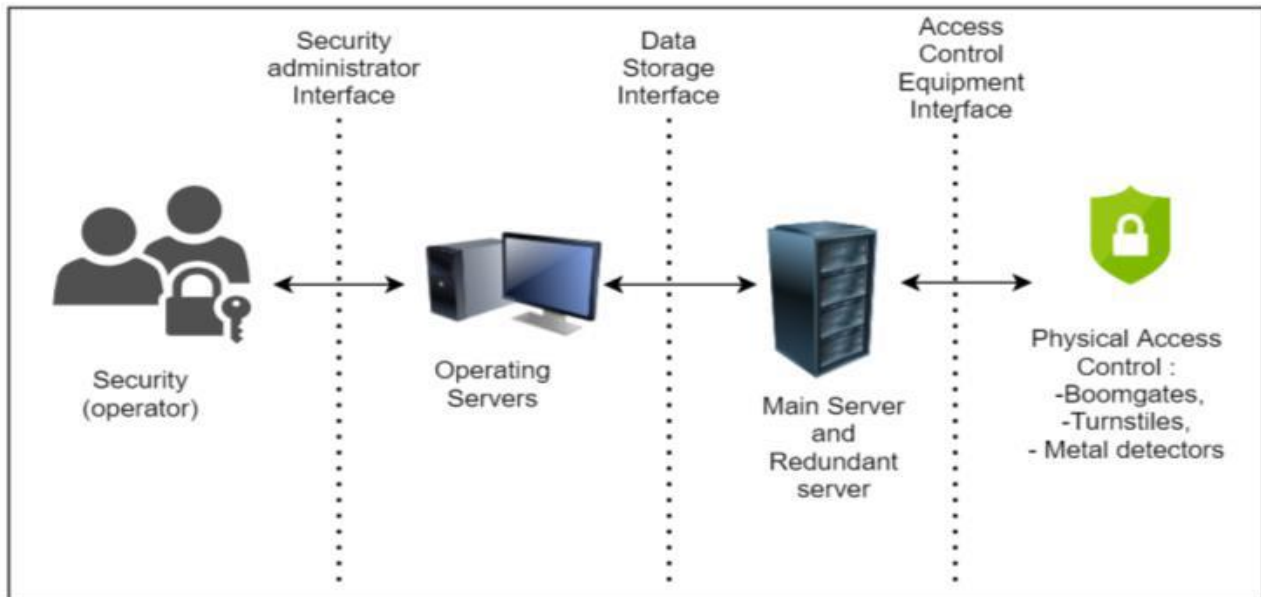 Security
administrator
Interface
Data
Storage
Interface
Access
Control
Equipment
Interface
Security
(operator)
Operating
Servers
Main Server
and
Redundant
server
Physical Access
Control :
-Boomgates,
-Turnstiles,
- Metal detectors